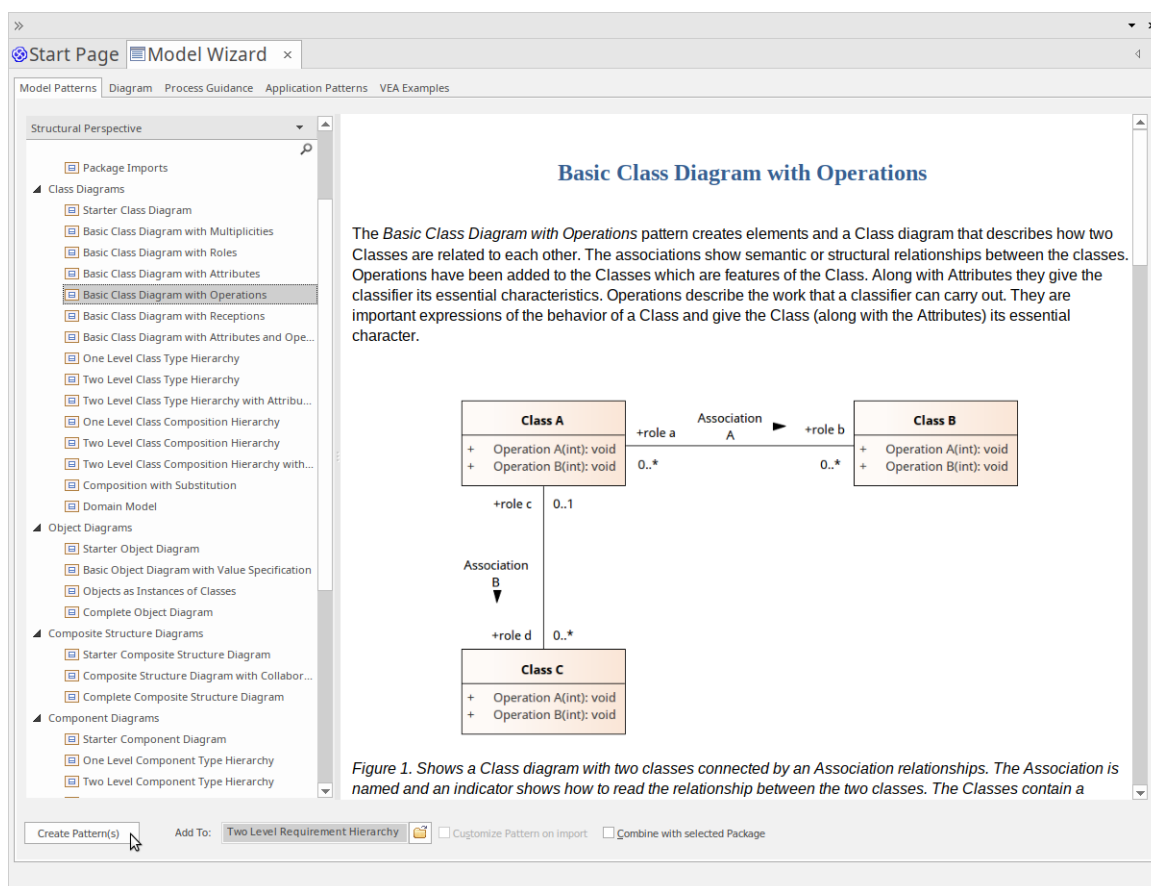 Start Page
Model Wizard
Model Patterns
Diagram
Process Guidance
Application Patterns
VEA Examples
Structural Perspective
Package Imports
Class Diagrams
Starter Class Diagram
Basic Class Diagram with Multiplicities
Basic Class Diagram with Roles
Basic Class Diagram with Attributes
Basic Class Diagram with Operations
Basic Class Diagram with Receptions
Basic Class Diagram with Attributes and Ope...
One Level Class Type Hierarchy
Two Level Class Type Hierarchy
Two Level Class Type Hierarchy with Attribu...
One Level Class Composition Hierarchy
Two Level Class Composition Hierarchy
Two Level Class Composition Hierarchy with...
Composition with Substitution
Domain Model
Object Diagrams
Starter Object Diagram
Basic Object Diagram with Value Specification
Objects as Instances of Classes
Complete Object Diagram
Composite Structure Diagrams
Starter Composite Structure Diagram
Composite Structure Diagram with Collabor...
Complete Composite Structure Diagram
Component Diagrams
Starter Component Diagram
One Level Component Type Hierarchy
Two Level Component Type Hierarchy
Basic Class Diagram with Operations
The Basic Class Diagram with Operations pattern creates elements and a Class diagram that describes how two
Classes are related to each other. The associations show semantic or structural relationships between the classes.
Operations have been added to the Classes which are features of the Class. Along with Attributes they give the
classifier its essential characteristics. Operations describe the work that a classifier can carry out. They are
important expressions of the behavior of a Class and give the Class (along with the Attributes) its essential
character.
Class A
+ Operation A(int): void
+ Operation B(int): void
+role a
0..*
Association
A
+role b
0..*
Class B
+ Operation A(int): void
+ Operation B(int): void
+role c
0..1
Association
B
+role d
0..*
Class C
+ Operation A(int): void
+ Operation B(int): void
Figure 1. Shows a Class diagram with two classes connected by an Association relationships. The Association is
named and an indicator shows how to read the relationship between the two classes. The Classes contain a
Create Pattern(s)
Add To:
Two Level Requirement Hierarchy
Customize Pattern on import
Combine with selected Package